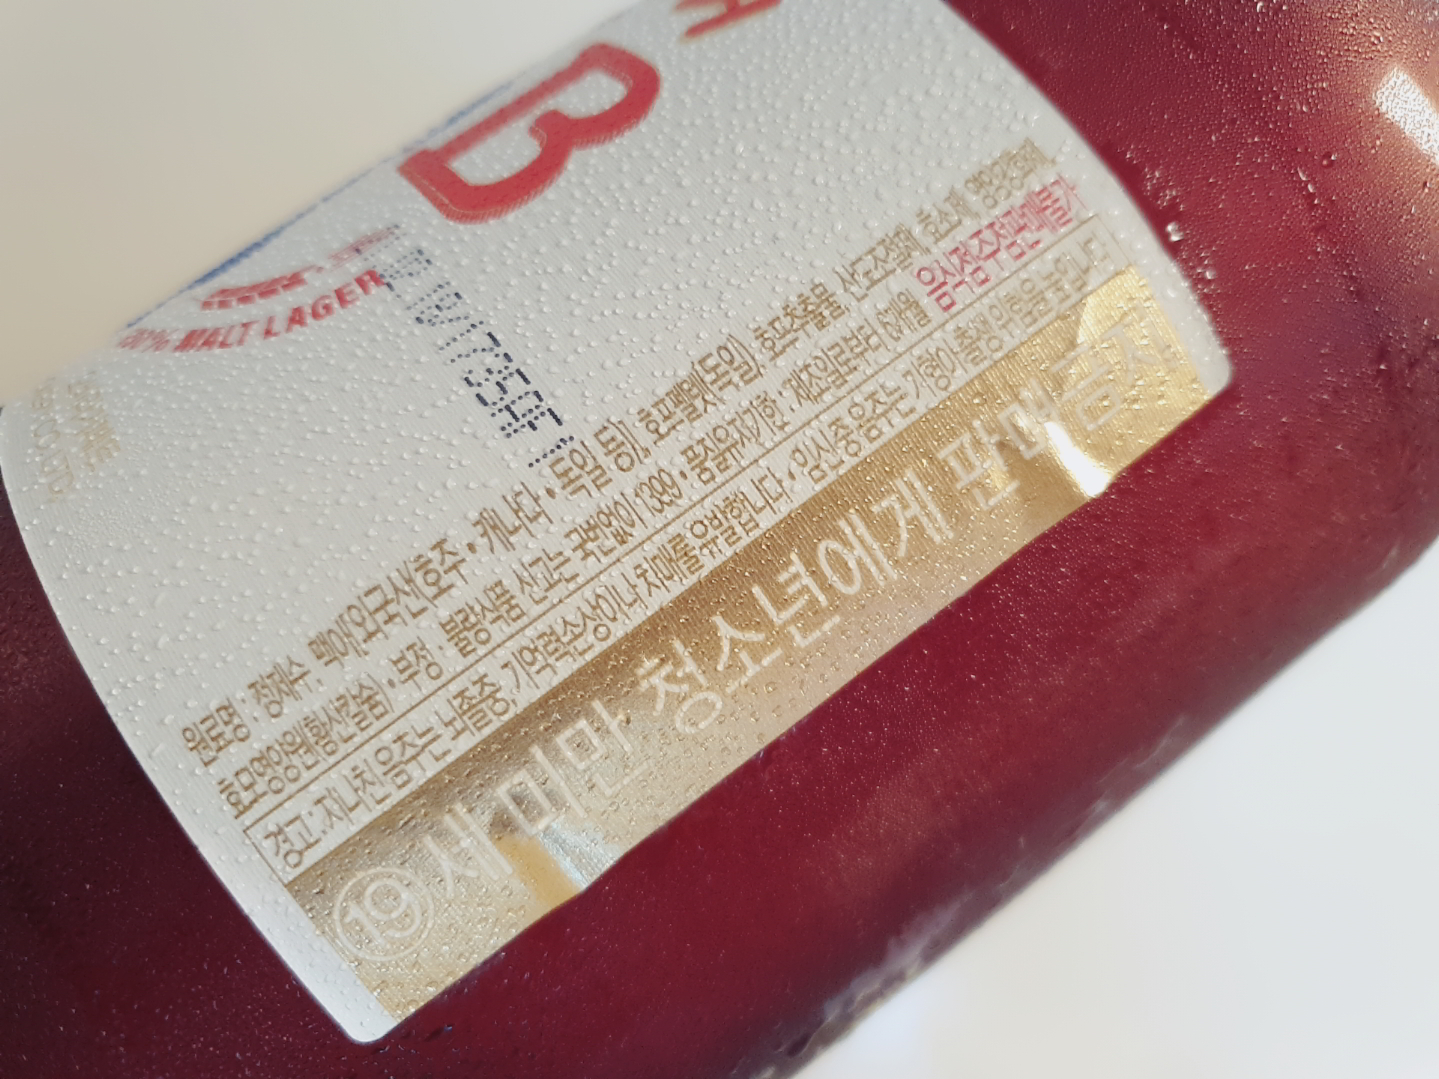 B
MALT LAGER
원료명 : 정제수, 맥아(외국산(호주 • 캐나다 • 독일 등), 호프펠렛(독일), 호프추출물, 산도조절제, 효소제, 영양강화제,
효모영양원(황산칼슘) • 부정 : 불량식품 신고는 국번없이 1399 • 품질유지기한 : 제조일로부터 6개월 음식점주점판매불가
경고 : 지나친 음주는 뇌졸중, 기억력 손상이나 치매를 유발합니다 • 임신 중 음주는 기형아 출생 위험을 높입니다
19세 미만 청소년에게 판매금지